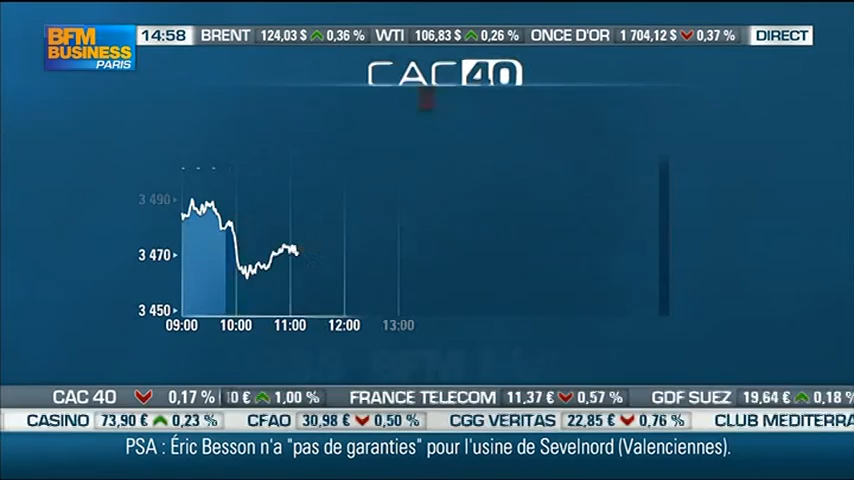 BFM
BUSINESS
PARIS
14:58 BRENT 124,03 $ 0,36 % WTI 106,83 $ 0,26 % ONCE D'OR 1 704,12 $ 0,37 % DIRECT
CAC 40
3 490
3 470
3 450
09:00 10:00 11:00 12:00 13:00
CAC 40 0,17 % 0 € 1,00 % FRANCE TELECOM 11,37 € 0,57 % GDF SUEZ 19,64 € 0,18 %
CASINO 73,90 € 0,23 % CFAO 30,98 € 0,50 % CGG VERITAS 22,85 € 0,76 % CLUB MEDITERRA
PSA : Éric Besson n'a "pas de garanties" pour l'usine de Sevelnord (Valenciennes).